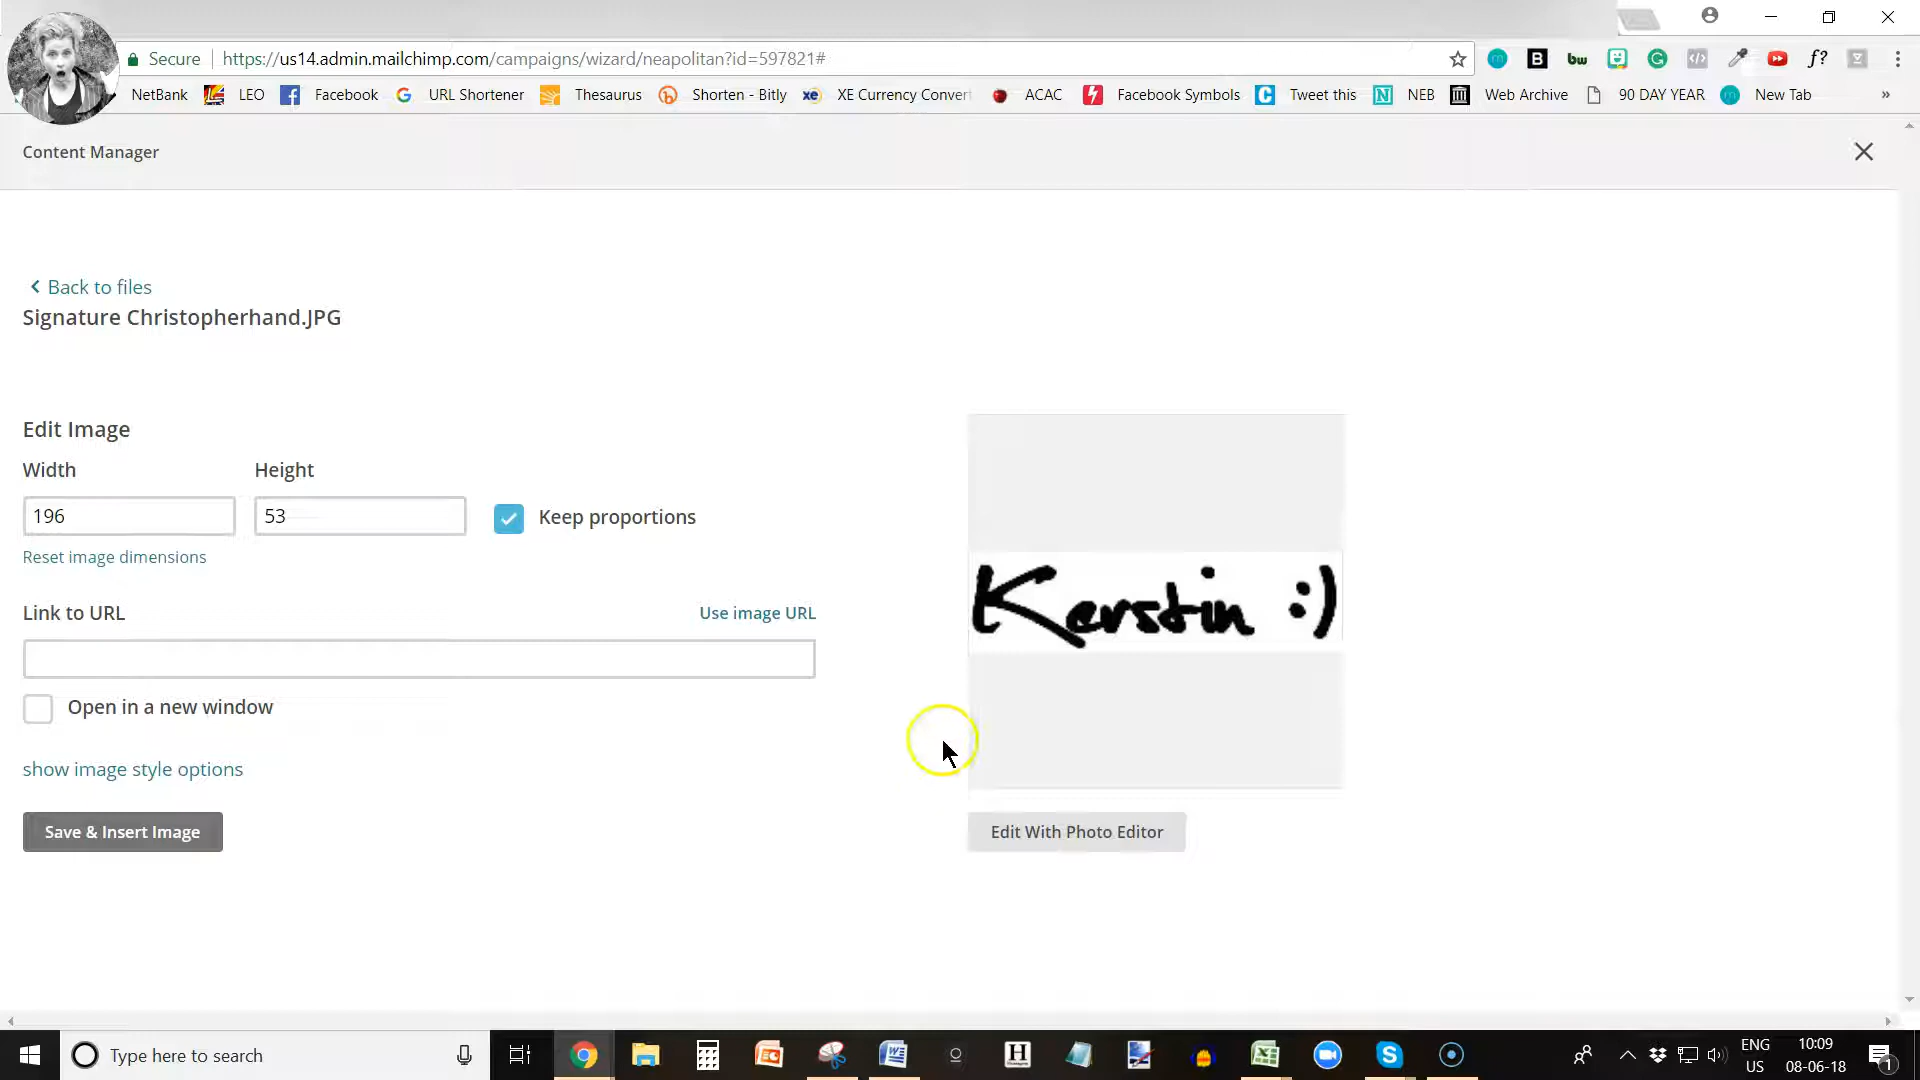 Secure https://us14.admin.mailchimp.com/campaigns/wizard/neapolitan?id=597821# B bw </> f?
NetBank LEO Facebook G URL Shortener Thesaurus Shorten - Bitly xe XE Currency Convert ACAC Facebook Symbols C Tweet this N NEB Web Archive 90 DAY YEAR m New Tab »
Content Manager
Back to files
Signature Christopherhand.JPG
Edit Image
Width Height
196 53 Keep proportions
Reset image dimensions
Link to URL Use image URL
Kerstin :)
Open in a new window
show image style options
Save & Insert Image Edit With Photo Editor
Type here to search
H
ENG 10:09
US 08-06-18 1